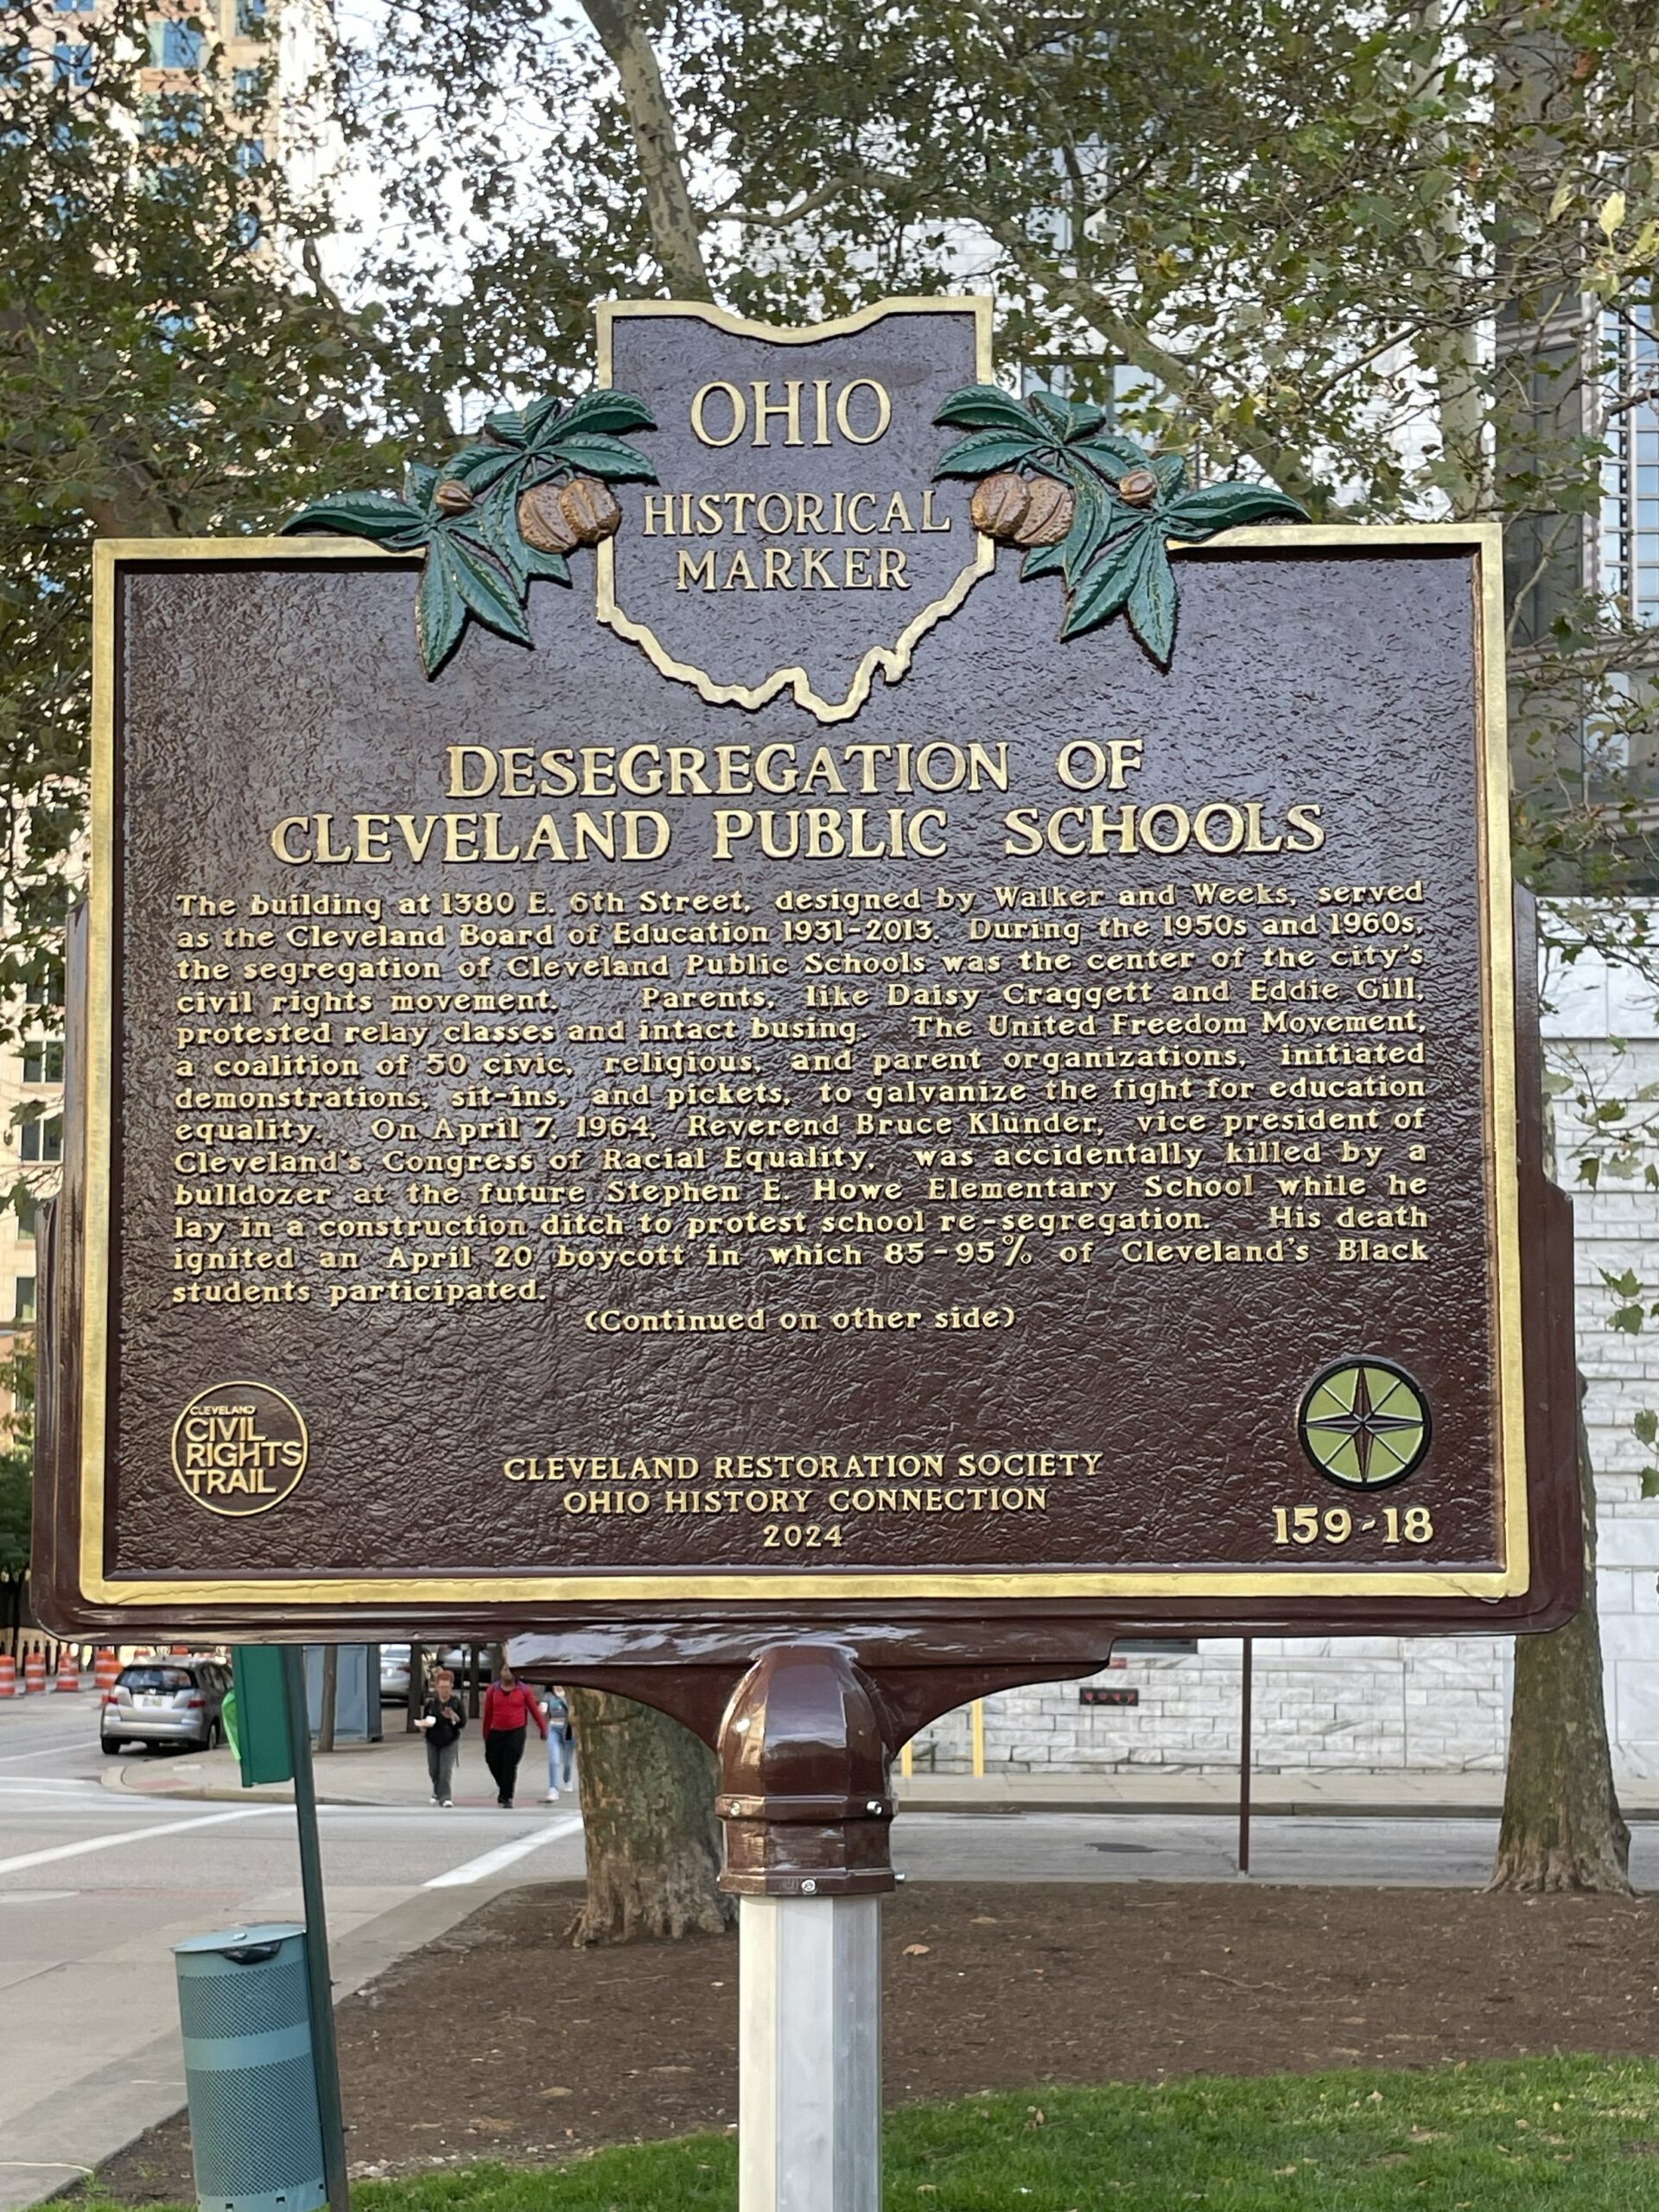 OHIO
HISTORICAL
MARKER
DESEGREGATION OF
CLEVELAND PUBLIC SCHOOLS
The building at 1380 E. 6th Street, designed by Walker and Weeks, served
as the Cleveland Board of Education 1931-2013. During the 1950s and 1960s,
the segregation of Cleveland Public Schools was the center of the city's
civil rights movement. Parents, like Daisy Craggett and Eddie Gill,
protested relay classes and intact busing. The United Freedom Movement,
a coalition of 50 civic, religious, and parent organizations, initiated
demonstrations, sit-ins, and pickets, to galvanize the fight for education
equality. On April 7, 1964, Reverend Bruce Klunder, vice president of
Cleveland's Congress of Racial Equality, was accidentally killed by a
bulldozer at the future Stephen E. Howe Elementary School while he
lay in a construction ditch to protest school re-segregation. His death
ignited an April 20 boycott in which 85-95% of Cleveland's Black
students participated.
(Continued on other side)
CLEVELAND
CIVIL
RIGHTS
TRAIL
CLEVELAND RESTORATION SOCIETY
OHIO HISTORY CONNECTION
2024
159-18